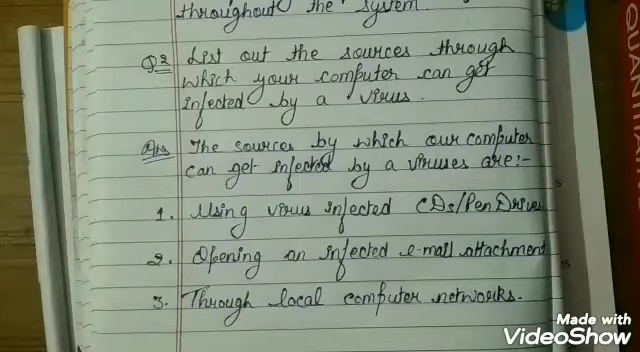 throughout the system.
Q2 List out the sources through
which your computer can get
infected by a virus.
Ans The sources by which our computer
can get infected by a viruses are:-
1. Using virus infected CDs/Pen Drives
2. Opening an infected e-mail attachment
3. Through local computer networks.
Made with
VideoShow